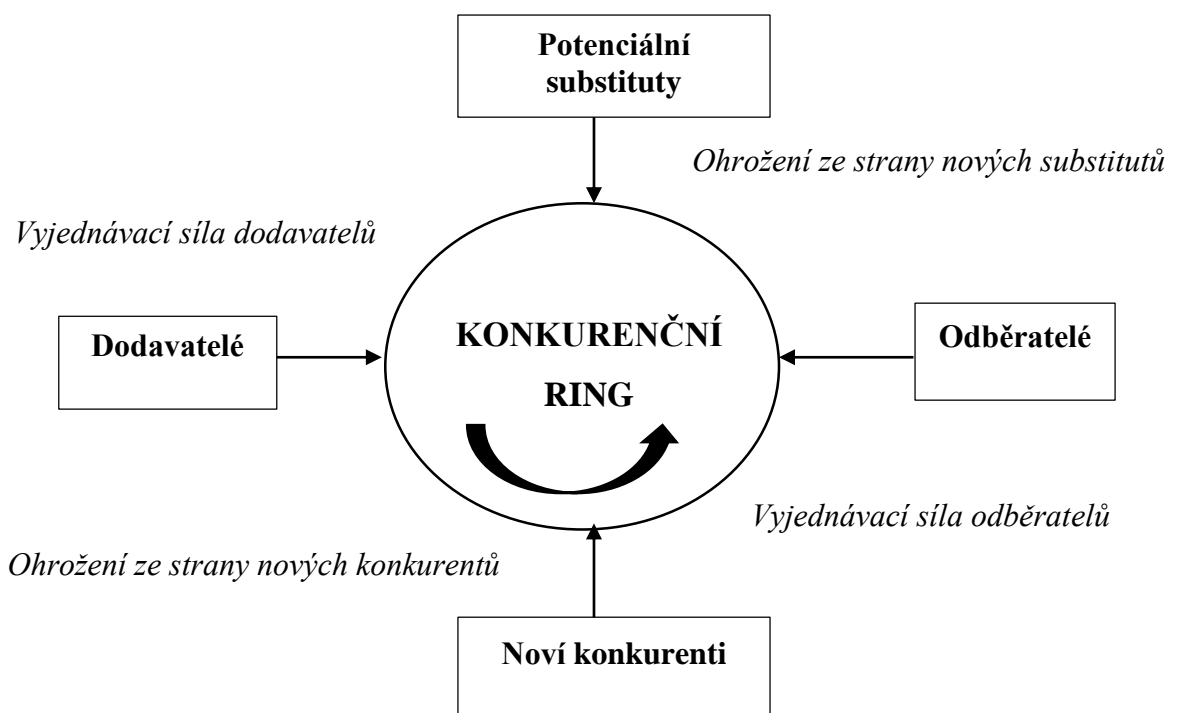 Potenciální
substituty
Ohrožení ze strany nových substitutů
Vyjednávací síla dodavatelů
Dodavatelé
KONKURENČNÍ
RING
Odběratelé
Vyjednávací síla odběratelů
Ohrožení ze strany nových konkurentů
Noví konkurenti